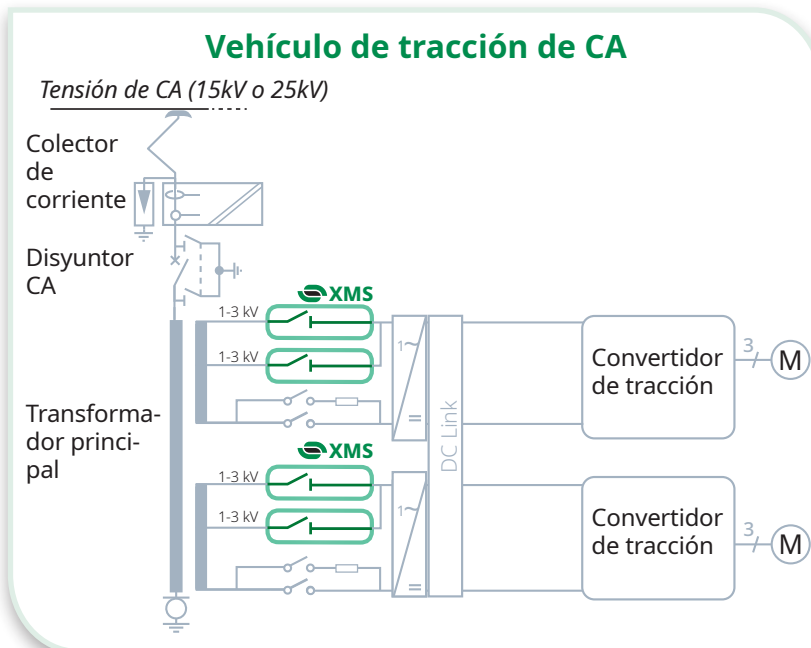 Vehículo de tracción de CA
Tensión de CA (15kV o 25kV)
Colector
de
corriente
Disyuntor
CA
XMS
1-3 kV
1-3 kV
1~
=
DC Link
Convertidor
de tracción
3
M
Transforma-
dor princi-
pal
XMS
1-3 kV
1-3 kV
1~
=
Convertidor
de tracción
3
M